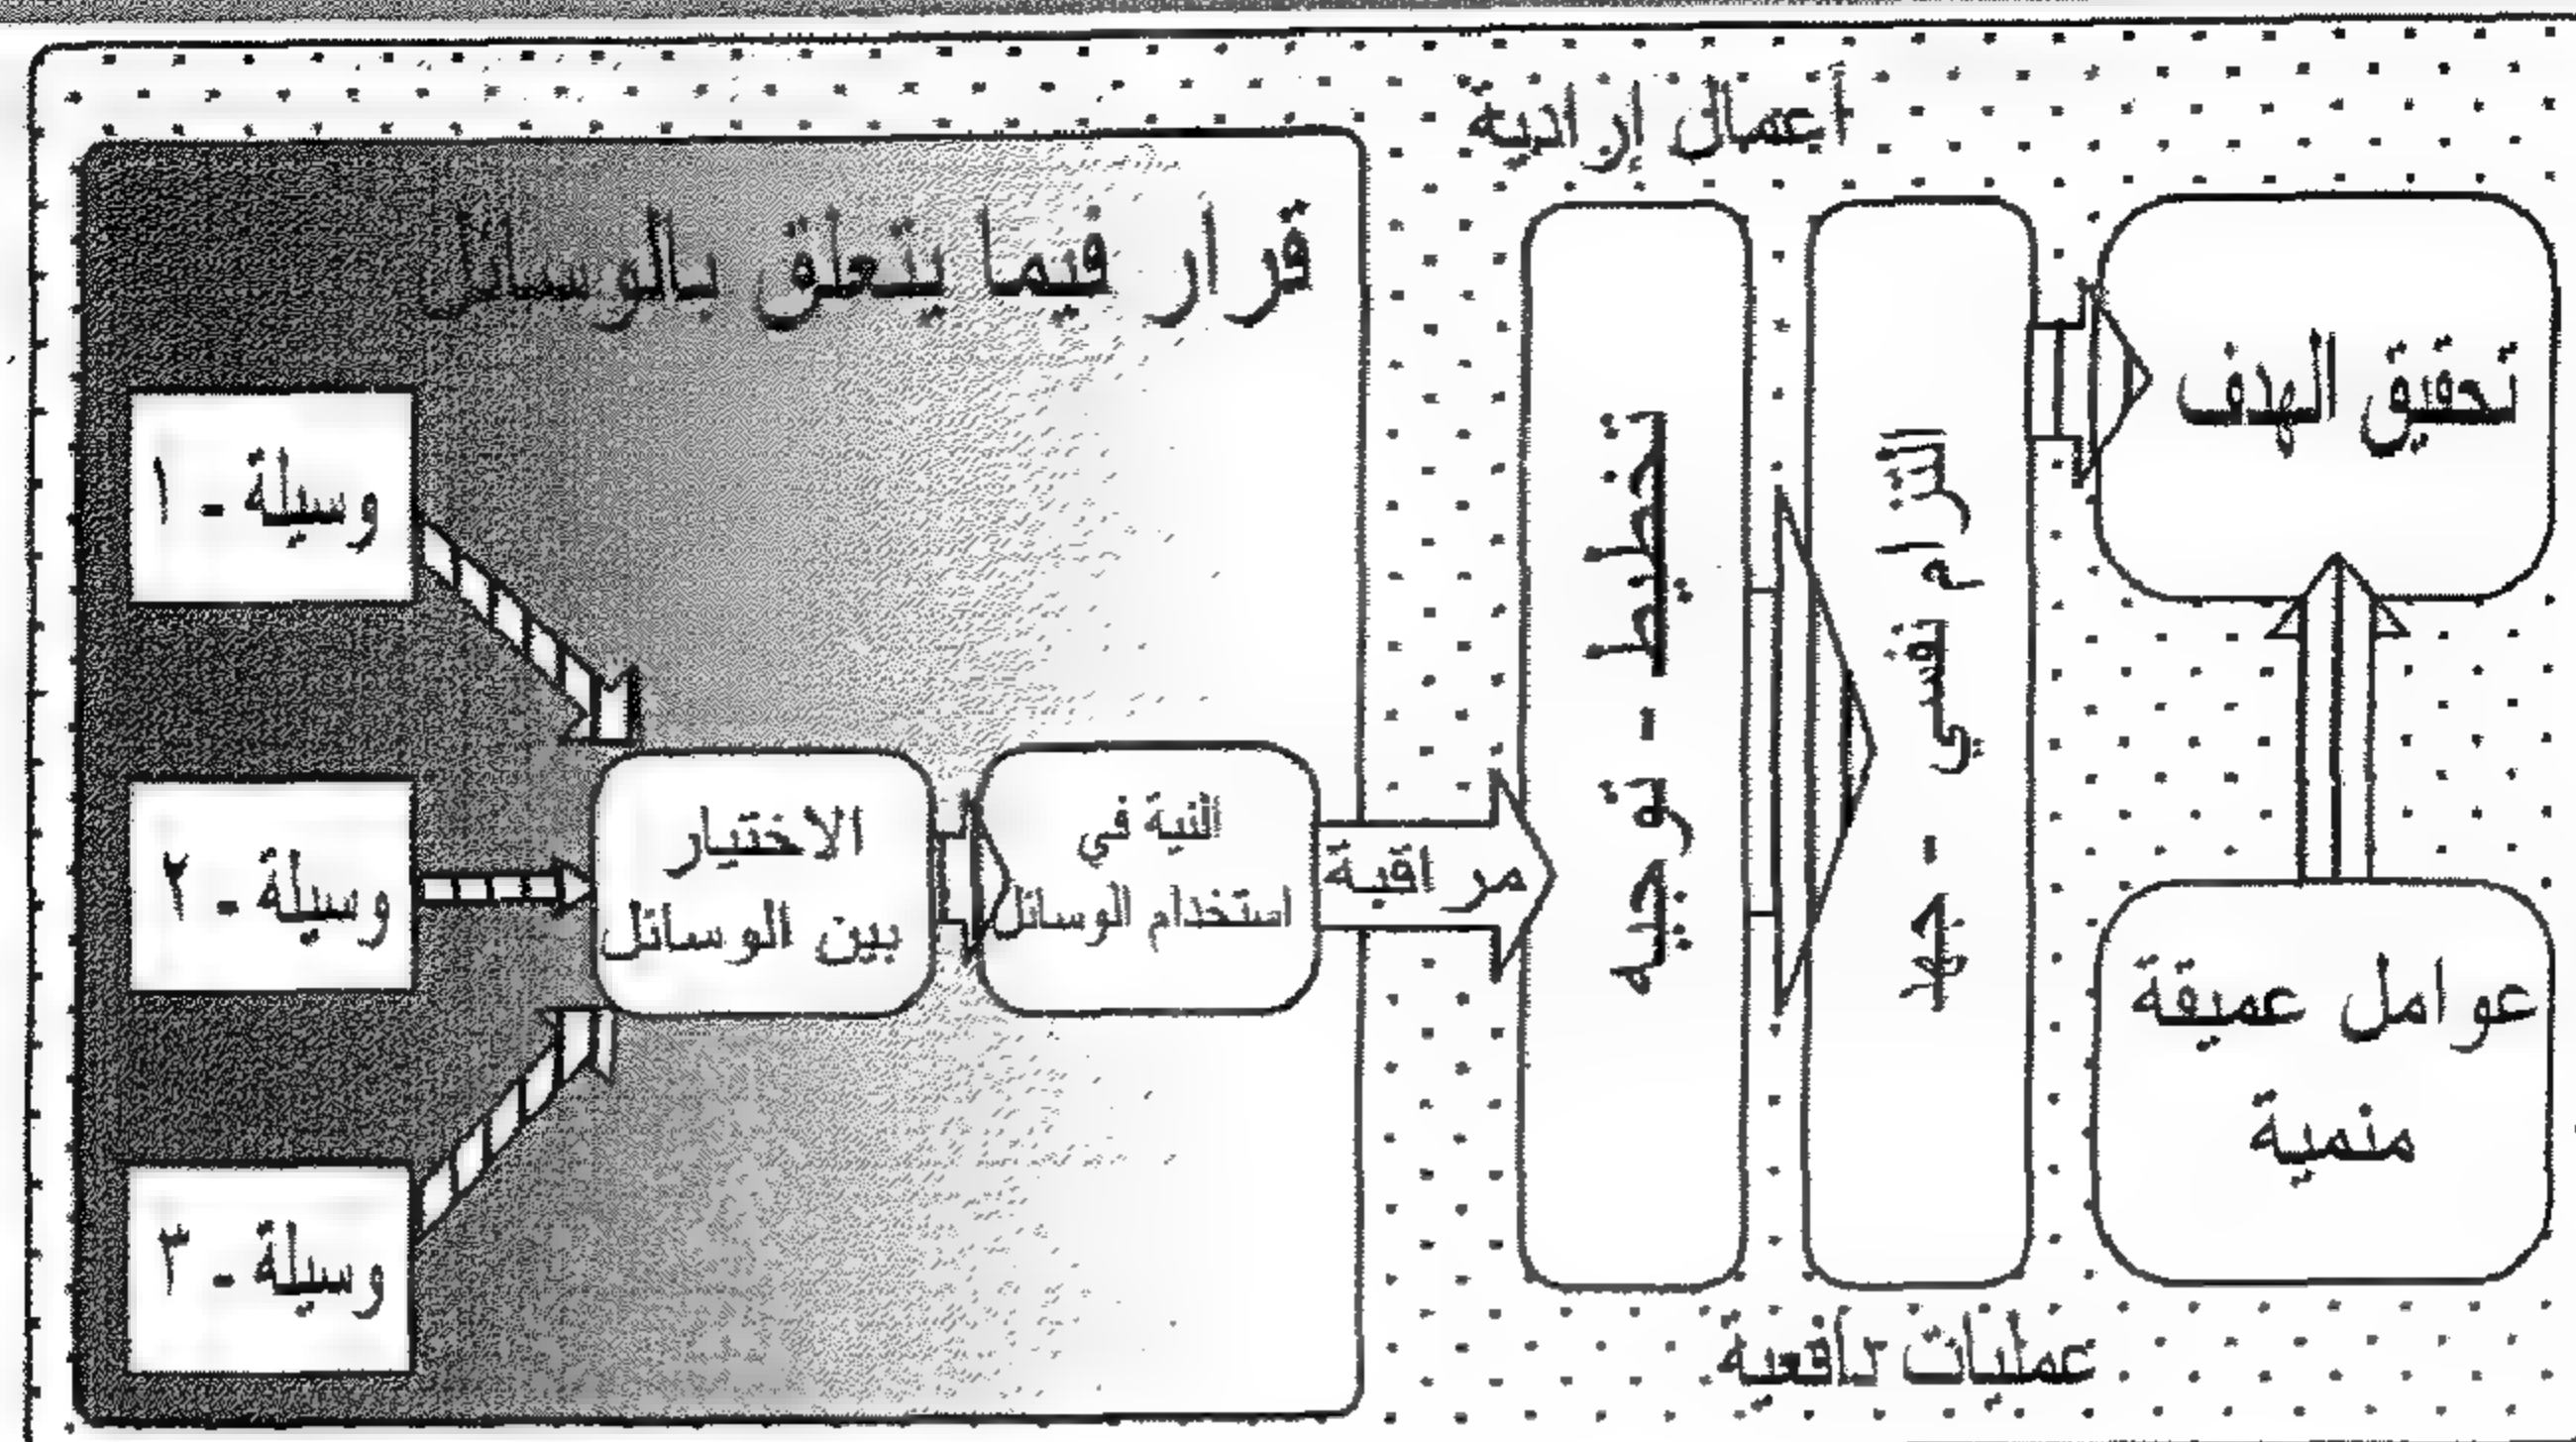 أعمال إرادية
قرار فيما يتعلق بالوسائل
وسيلة - ١
وسيلة - ٢
وسيلة - ٣
الاختيار
بين الوسائل
النية في
استخدام الوسائل
مراقبة
تخطيط - توجيه
التزام نفسي - جهد
تحقيق الهدف
عوامل عميقة
منمية
عمليات دافعية